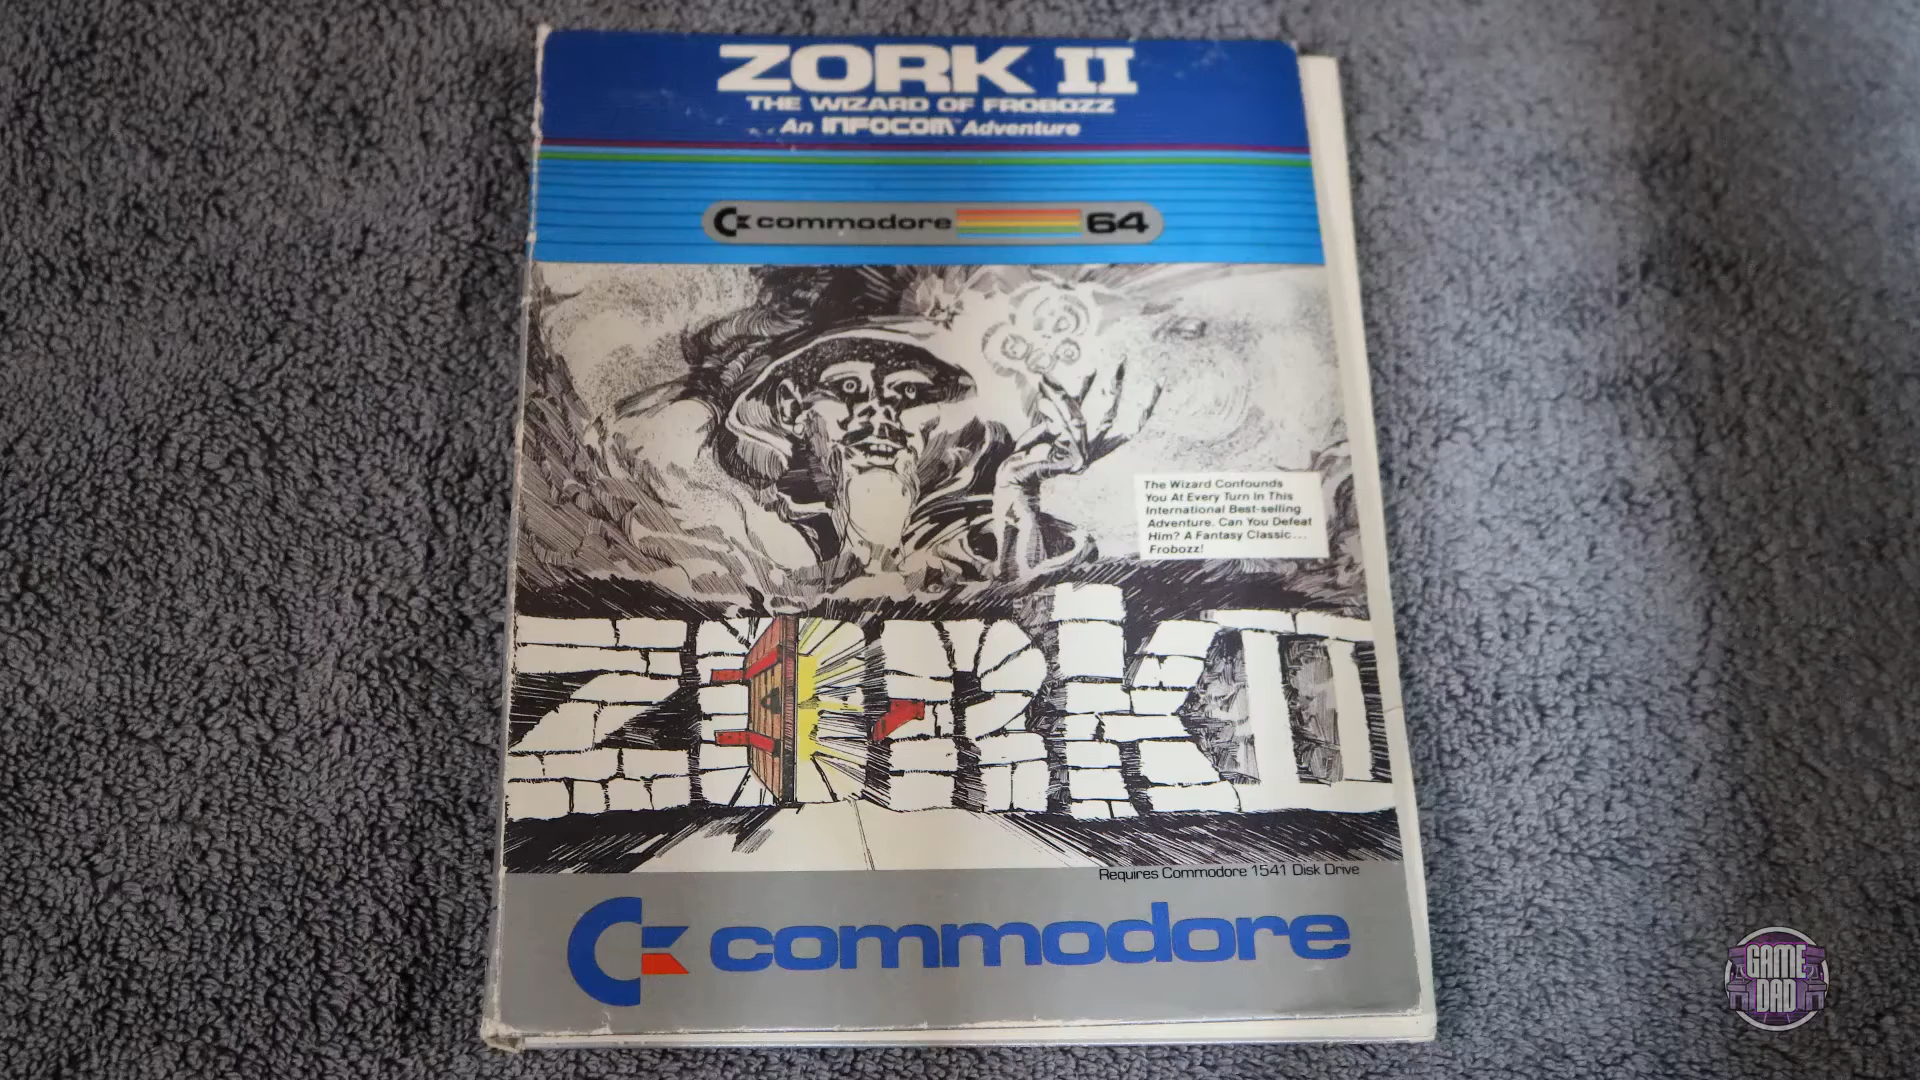 ZORK II
THE WIZARD OF FROBOZZ
An INFOCOM™ Adventure
commodore 64
The Wizard Confounds
You At Every Turn In This
International Best-selling
Adventure. Can You Defeat
Him? A Fantasy Classic...
Frobozz!
ZORK II
Requires Commodore 1541 Disk Drive
commodore
GAME
DAD